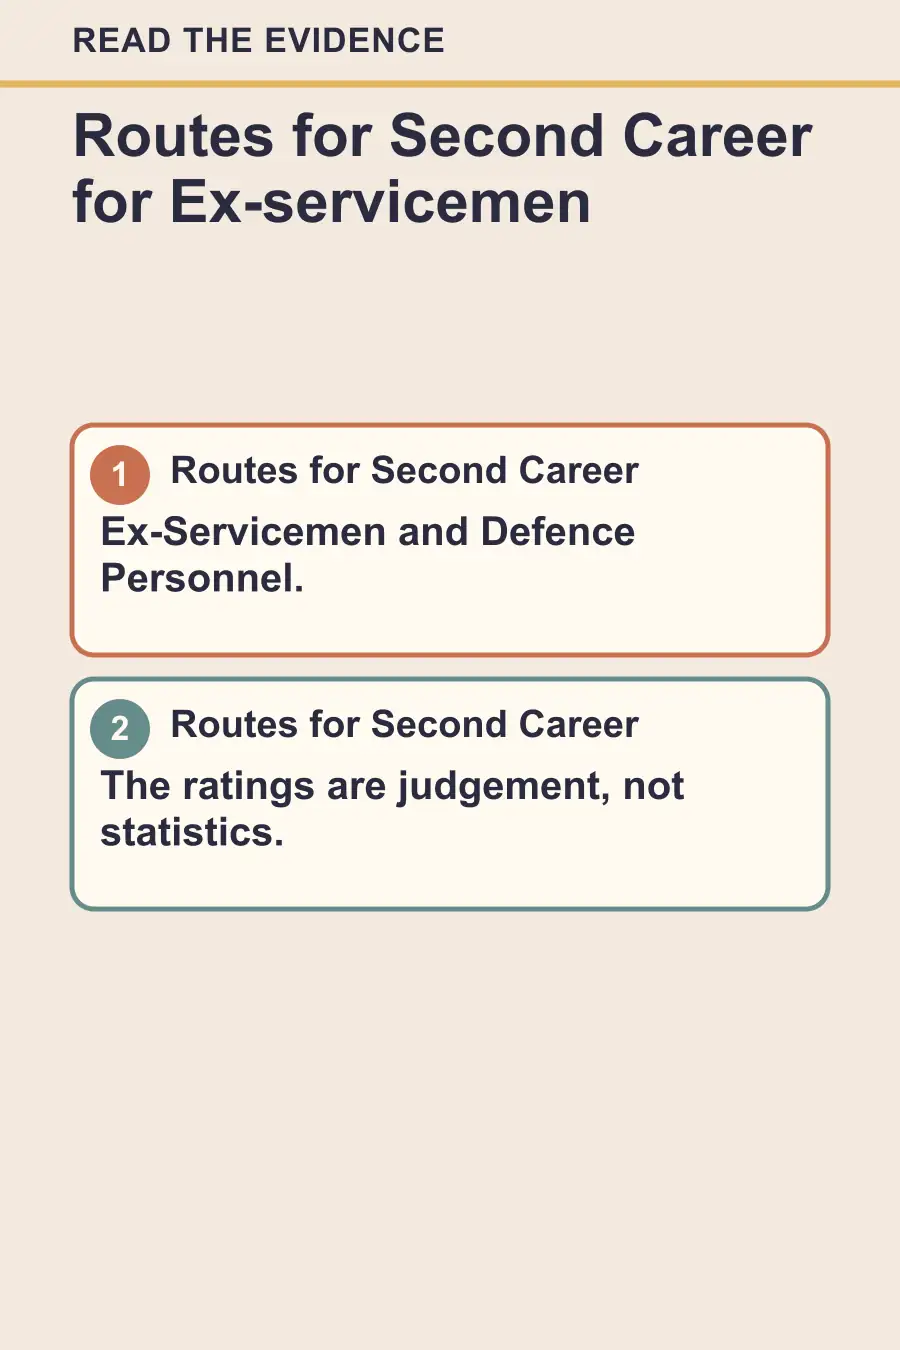 READ THE EVIDENCE
Routes for Second Career
for Ex-servicemen
1 Routes for Second Career
Ex-Servicemen and Defence
Personnel.
2 Routes for Second Career
The ratings are judgement, not
statistics.